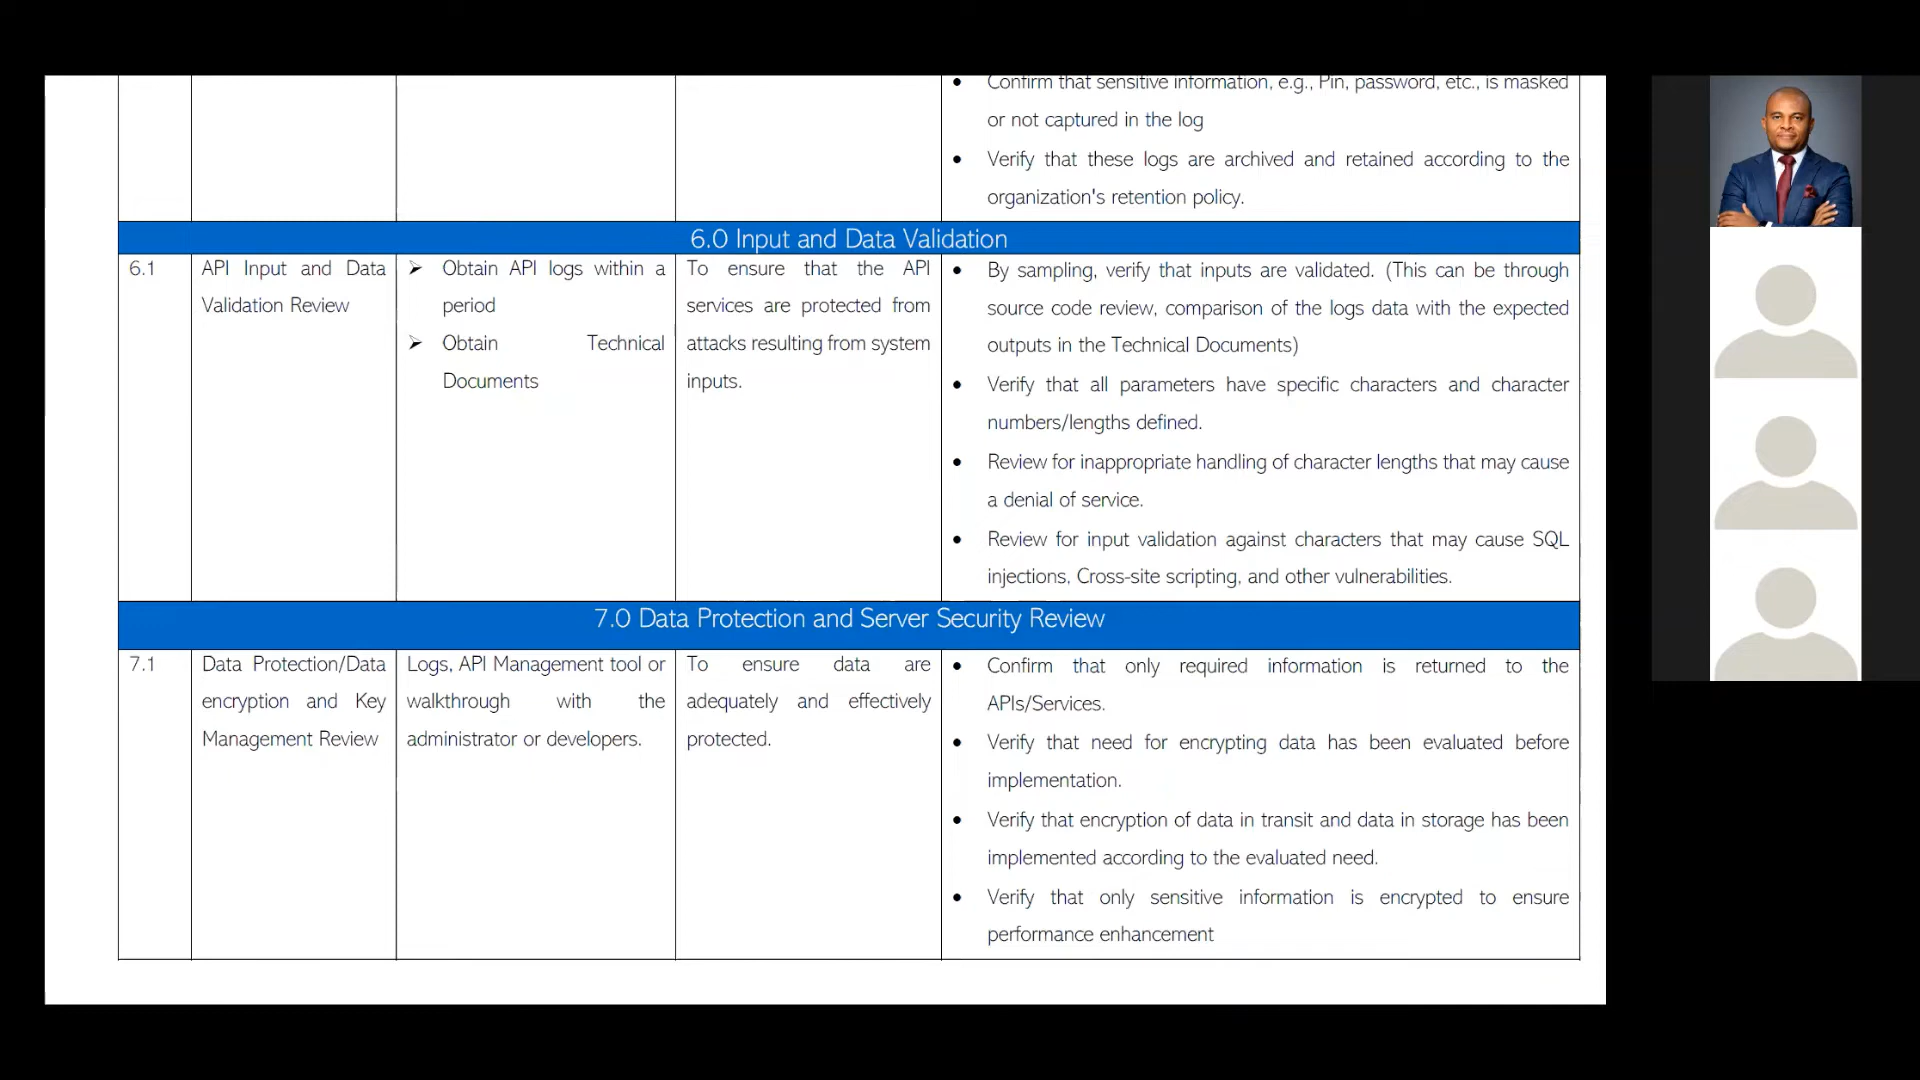 Confirm that sensitive information, e.g., Pin, password, etc., is masked
or not captured in the log
Verify that these logs are archived and retained according to the
organization's retention policy.
6.0 Input and Data Validation
6.1
API Input and Data
Validation Review
Obtain API logs within a
period
Obtain Technical
Documents
To ensure that the API
services are protected from
attacks resulting from system
inputs.
By sampling, verify that inputs are validated. (This can be through
source code review, comparison of the logs data with the expected
outputs in the Technical Documents)
Verify that all parameters have specific characters and character
numbers/lengths defined.
Review for inappropriate handling of character lengths that may cause
a denial of service.
Review for input validation against characters that may cause SQL
injections, Cross-site scripting, and other vulnerabilities.
7.0 Data Protection and Server Security Review
7.1
Data Protection/Data
encryption and Key
Management Review
Logs, API Management tool or
walkthrough with the
administrator or developers.
To ensure data are
adequately and effectively
protected.
Confirm that only required information is returned to the
APIs/Services.
Verify that need for encrypting data has been evaluated before
implementation.
Verify that encryption of data in transit and data in storage has been
implemented according to the evaluated need.
Verify that only sensitive information is encrypted to ensure
performance enhancement